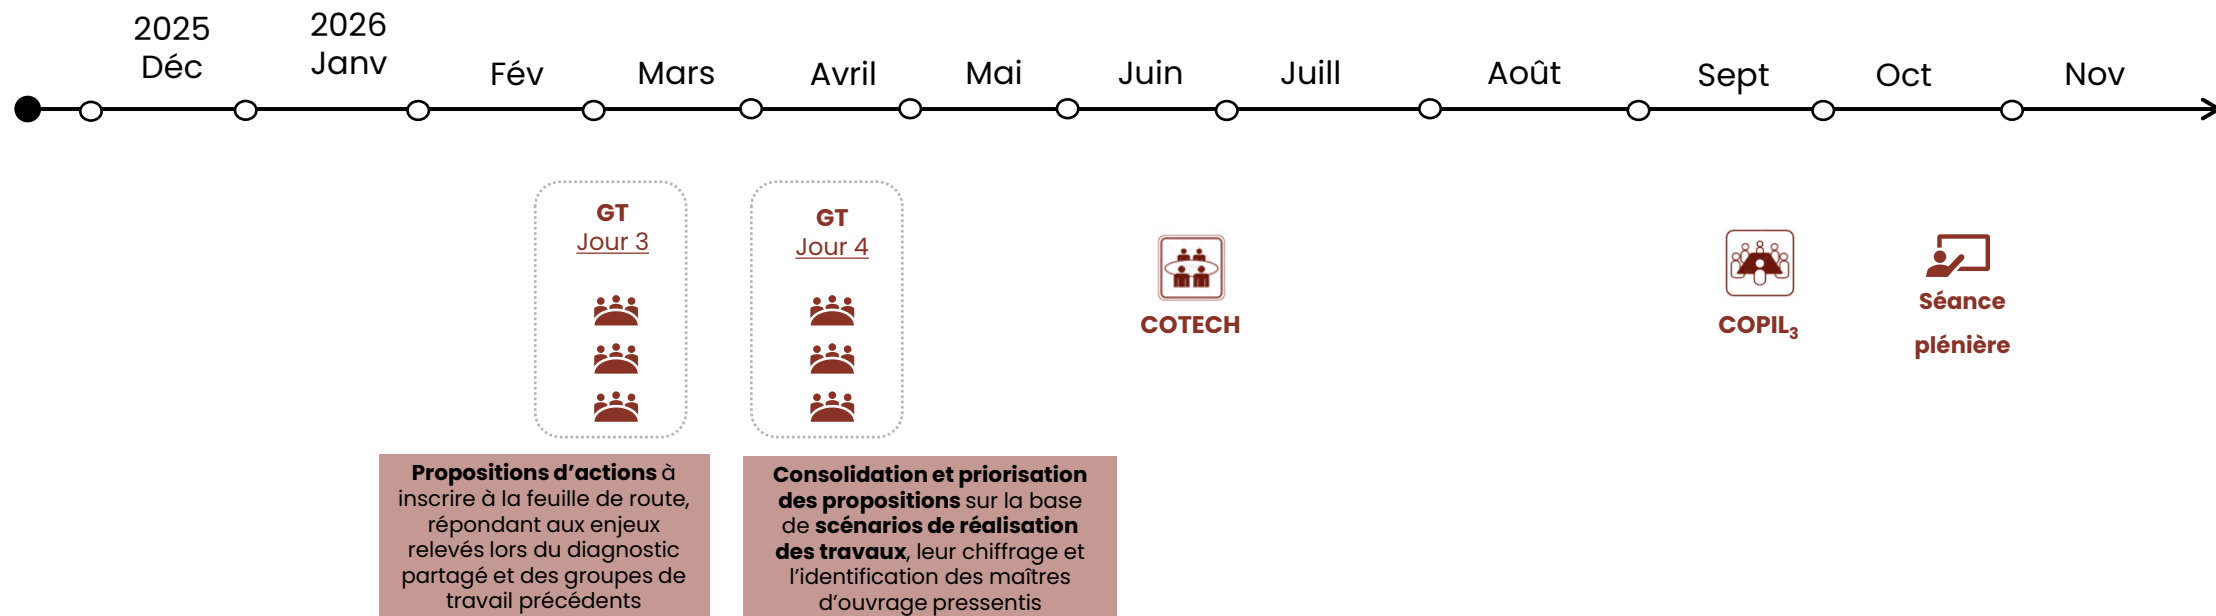 2025
Déc
2026
Janv
Fév
Mars
Avril
Mai
Juin
Juill
Août
Sept
Oct
Nov
GT
Jour 3
GT
Jour 4
COTECH
COPIL3
Séance
plénière
Propositions d’actions à
inscrire à la feuille de route,
répondant aux enjeux
relevés lors du diagnostic
partagé et des groupes de
travail précédents
Consolidation et priorisation
des propositions sur la base
de scénarios de réalisation
des travaux, leur chiffrage et
l’identification des maîtres
d’ouvrage pressentis